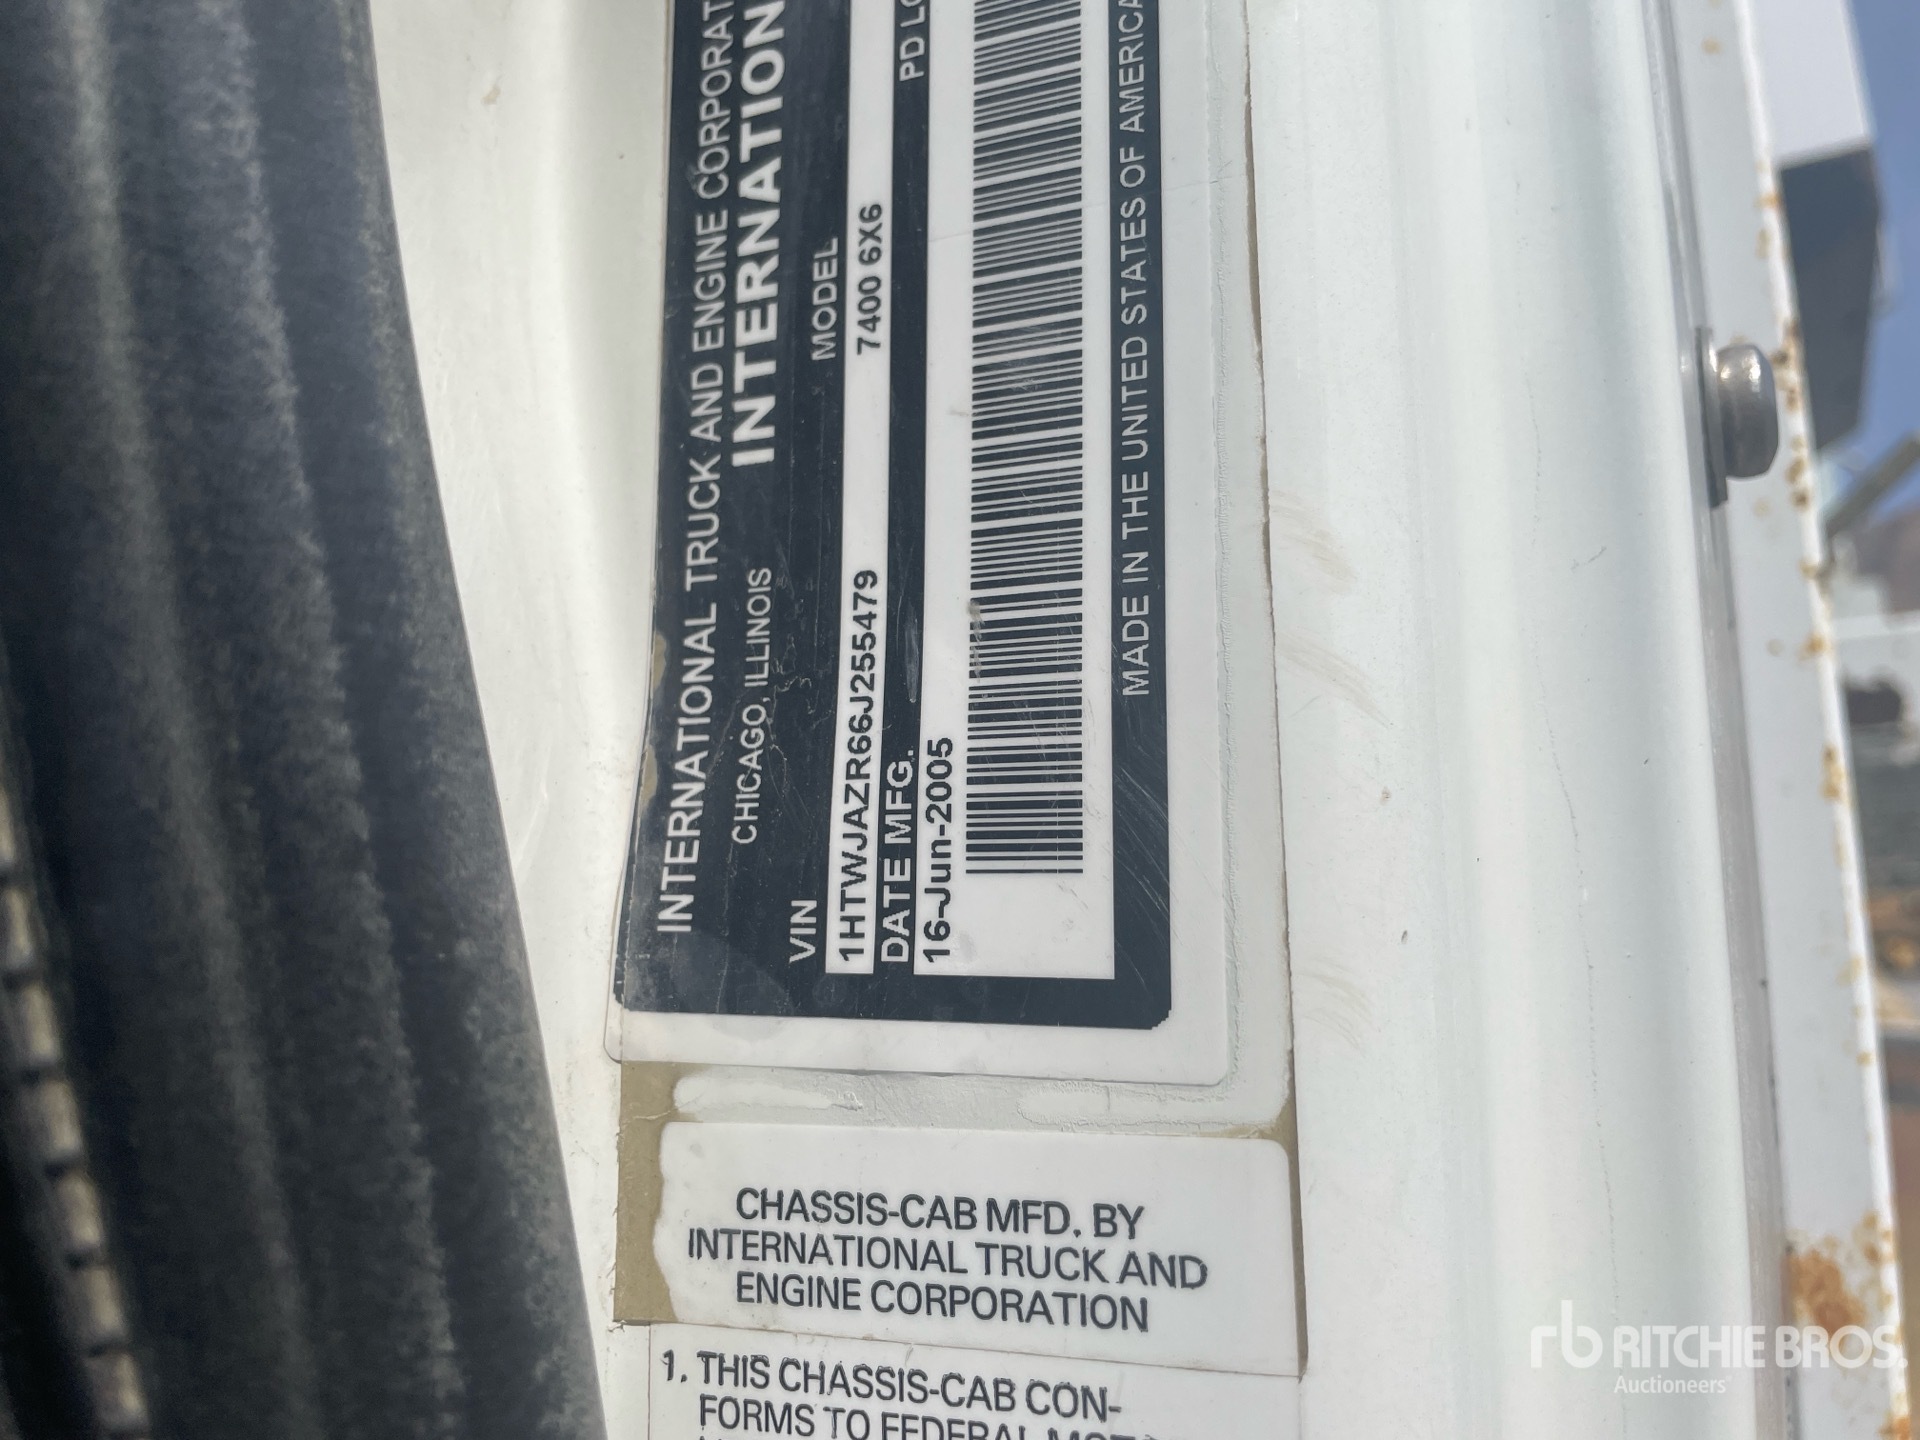 INTERNATIONAL TRUCK AND ENGINE CORPORAT
CHICAGO, ILLINOIS INTERNATION
VIN MODEL
1HTWJAZR66J255479 7400 6X6
DATE MFG. PD LO
16-Jun-2005
MADE IN THE UNITED STATES OF AMERICA
CHASSIS-CAB MFD. BY
INTERNATIONAL TRUCK AND
ENGINE CORPORATION
1. THIS CHASSIS-CAB CON-
FORMS TO FEDERAL
rb RITCHIE BROS.
Auctioneers